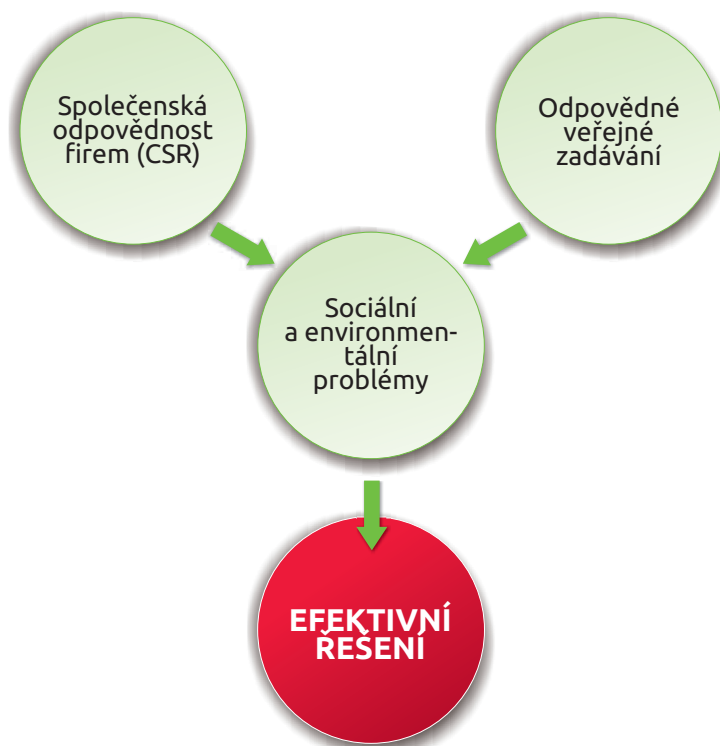 Společenská
odpovědnost
firem (CSR)
Odpovědné
veřejné
zadávání
Sociální
a environmen-
tální
problémy
EFEKTIVNÍ
ŘEŠENÍ